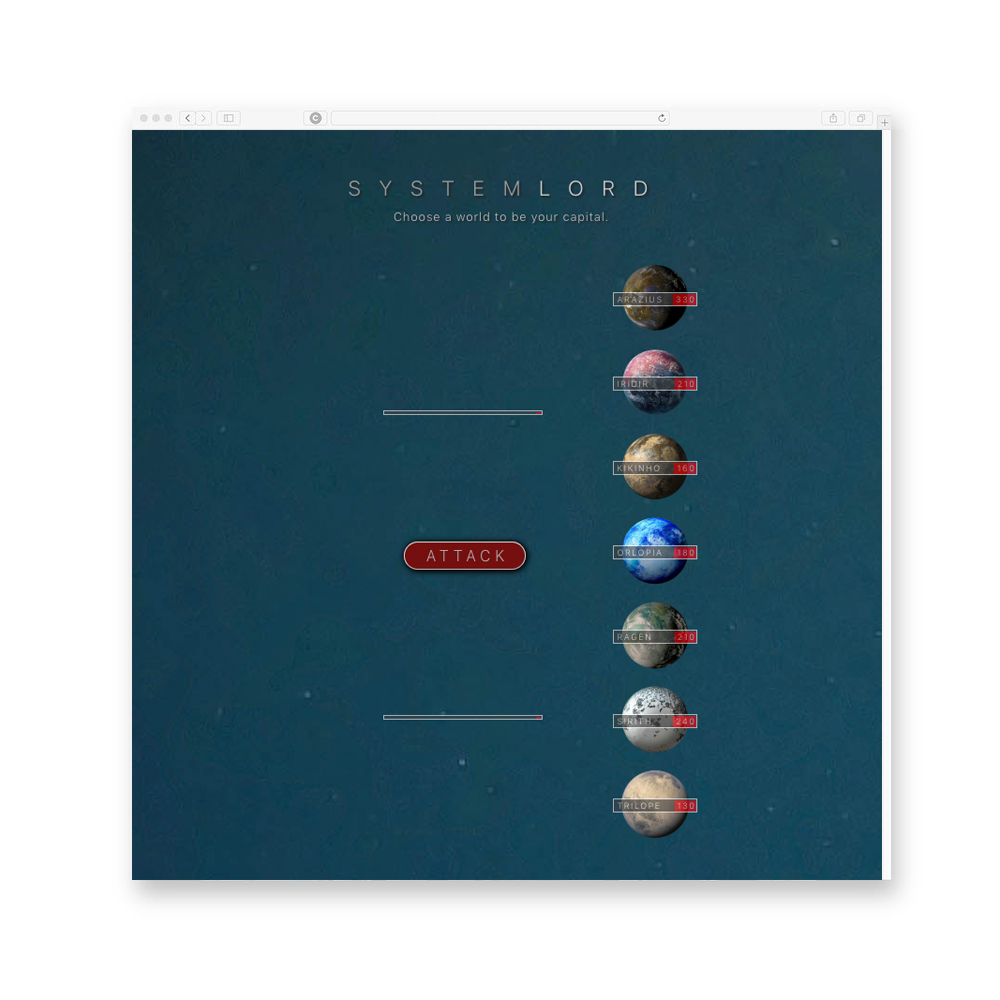 SYSTEMLORD
Choose a world to be your capital.
ARAZIUS 330
IRIDIR 210
KIKINHO 160
ORLOPIA 180
ATTACK
RAGEN 210
SIRITH 240
TRILOPE 130